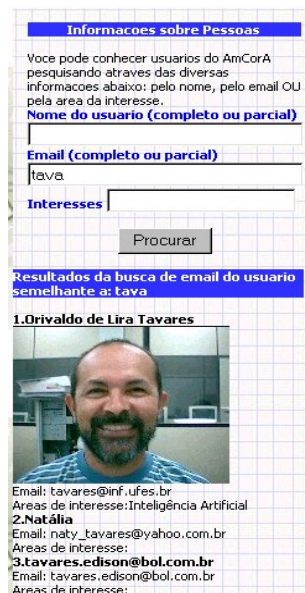 Informacoes sobre Pessoas
Voce pode conhecer usuarios do AmCorA
pesquisando atraves das diversas
informacoes abaixo: pelo nome, pelo email OU
pela area da interesse.
Nome do usuario (completo ou parcial)
Email (completo ou parcial)
tava
Interesses
Procurar
Resultados da busca de email do usuario
semelhante a: tava
1.Orivaldo de Lira Tavares
Email: tavares@inf.ufes.br
Areas de interesse:Inteligência Artificial
2.Natália
Email: naty_tavares@yahoo.com.br
Areas de interesse:
3.tavares.edison@bol.com.br
Email: tavares.edison@bol.com.br
Areas de interesse: